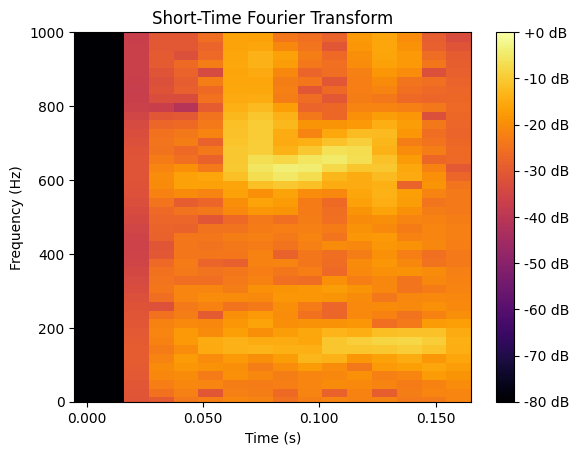 Short-Time Fourier Transform
1000
800
600
400
200
0
Frequency (Hz)
0.000
0.050
0.100
0.150
Time (s)
+0 dB
-10 dB
-20 dB
-30 dB
-40 dB
-50 dB
-60 dB
-70 dB
-80 dB